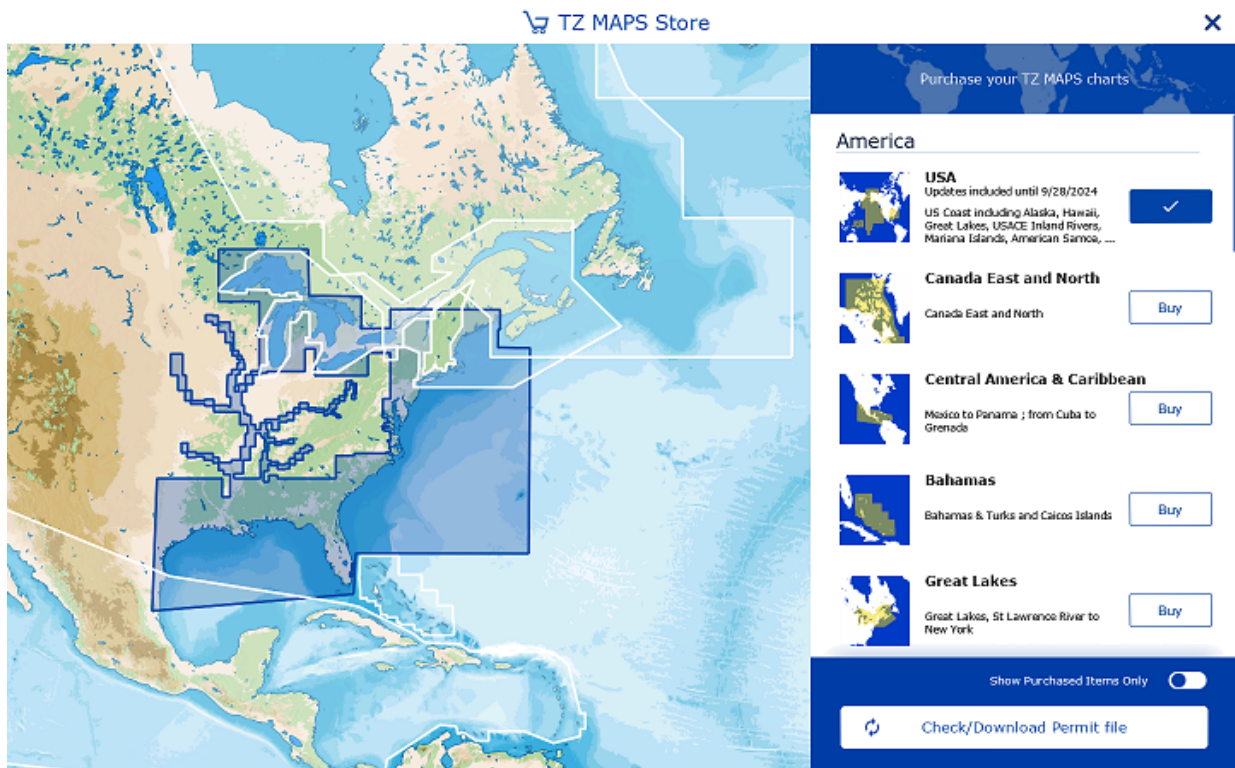 TZ MAPS Store
Purchase your TZ MAPS charts
America
USA
Updates included until 9/28/2024
US Coast including Alaska, Hawaii,
Great Lakes, USACE Inland Rivers,
Mariana Islands, American Samoa, ...
Canada East and North
Canada East and North
Buy
Central America & Caribbean
Mexico to Panama ; from Cuba to
Grenada
Buy
Bahamas
Bahamas & Turks and Caicos Islands
Buy
Great Lakes
Great Lakes, St Lawrence River to
New York
Buy
Show Purchased Items Only
Check/Download Permit file